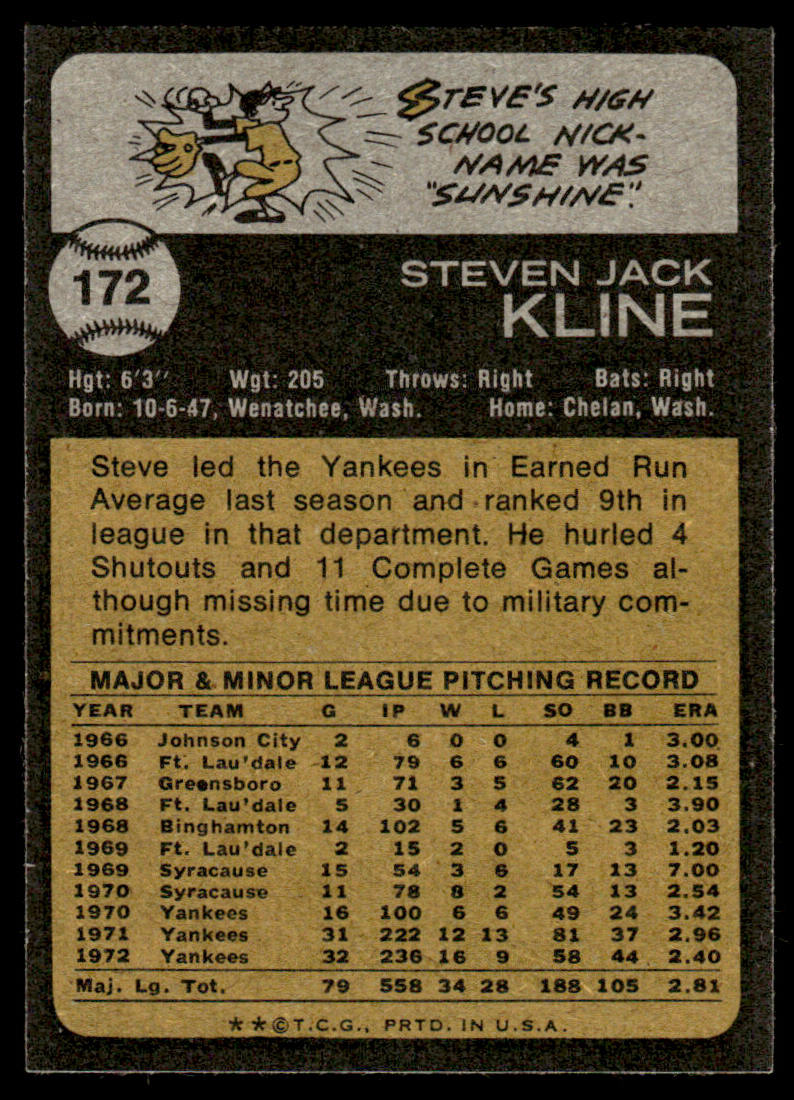 STEVE'S HIGH
SCHOOL NICK-
NAME WAS
"SUNSHINE".
172
STEVEN JACK
KLINE
Hgt: 6'3" Wgt: 205 Throws: Right Bats: Right
Born: 10-6-47, Wenatchee, Wash. Home: Chelan, Wash.
Steve led the Yankees in Earned Run
Average last season and ranked 9th in
league in that department. He hurled 4
Shutouts and 11 Complete Games al-
though missing time due to military com-
mitments.
MAJOR & MINOR LEAGUE PITCHING RECORD
YEAR TEAM G IP W L SO BB ERA
1966 Johnson City 2 6 0 0 4 1 3.00
1966 Ft. Lau'dale 12 79 6 6 60 10 3.08
1967 Greensboro 11 71 3 5 62 20 2.15
1968 Ft. Lau'dale 5 30 1 4 28 3 3.90
1968 Binghamton 14 102 5 6 41 23 2.03
1969 Ft. Lau'dale 2 15 2 0 5 3 1.20
1969 Syracause 15 54 3 6 17 13 7.00
1970 Syracause 11 78 8 2 54 13 2.54
1970 Yankees 16 100 6 6 49 24 3.42
1971 Yankees 31 222 12 13 81 37 2.96
1972 Yankees 32 236 16 9 58 44 2.40
Maj. Lg. Tot. 79 558 34 28 188 105 2.81
**©T.C.G., PRTD. IN U.S.A.